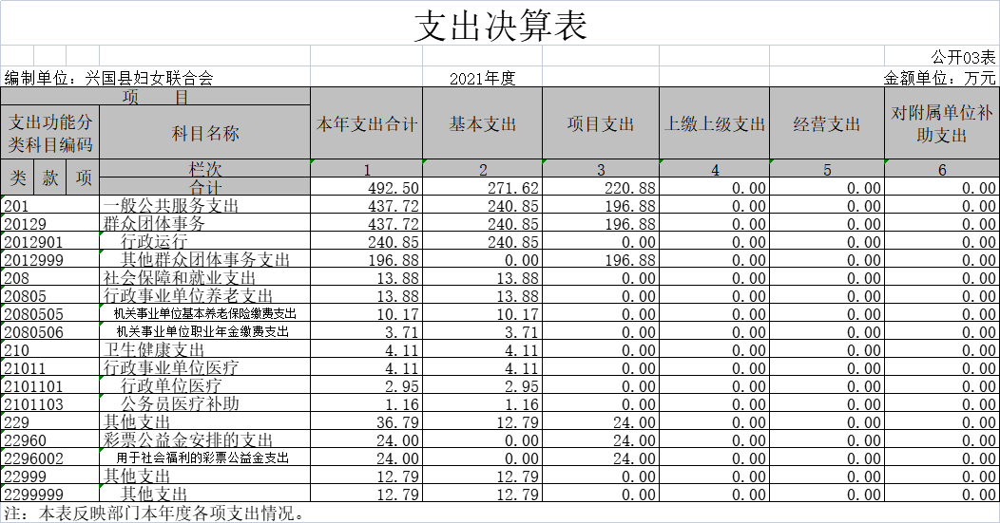 支出决算表
公开03表
编制单位：兴国县妇女联合会 2021年度 金额单位：万元
项 目 本年支出合计 基本支出 项目支出 上缴上级支出 经营支出 对附属单位补助支出
支出功能分类科目编码 科目名称
类 款 项 栏次 1 2 3 4 5 6
合计 492.50 271.62 220.88 0.00 0.00 0.00
201 一般公共服务支出 437.72 240.85 196.88 0.00 0.00 0.00
20129 群众团体事务 437.72 240.85 196.88 0.00 0.00 0.00
2012901 行政运行 240.85 240.85 0.00 0.00 0.00 0.00
2012999 其他群众团体事务支出 196.88 0.00 196.88 0.00 0.00 0.00
208 社会保障和就业支出 13.88 13.88 0.00 0.00 0.00 0.00
20805 行政事业单位养老支出 13.88 13.88 0.00 0.00 0.00 0.00
2080505 机关事业单位基本养老保险缴费支出 10.17 10.17 0.00 0.00 0.00 0.00
2080506 机关事业单位职业年金缴费支出 3.71 3.71 0.00 0.00 0.00 0.00
210 卫生健康支出 4.11 4.11 0.00 0.00 0.00 0.00
21011 行政事业单位医疗 4.11 4.11 0.00 0.00 0.00 0.00
2101101 行政单位医疗 2.95 2.95 0.00 0.00 0.00 0.00
2101103 公务员医疗补助 1.16 1.16 0.00 0.00 0.00 0.00
229 其他支出 36.79 12.79 24.00 0.00 0.00 0.00
22960 彩票公益金安排的支出 24.00 0.00 24.00 0.00 0.00 0.00
2296002 用于社会福利的彩票公益金支出 24.00 0.00 24.00 0.00 0.00 0.00
22999 其他支出 12.79 12.79 0.00 0.00 0.00 0.00
2299999 其他支出 12.79 12.79 0.00 0.00 0.00 0.00
注：本表反映部门本年度各项支出情况。